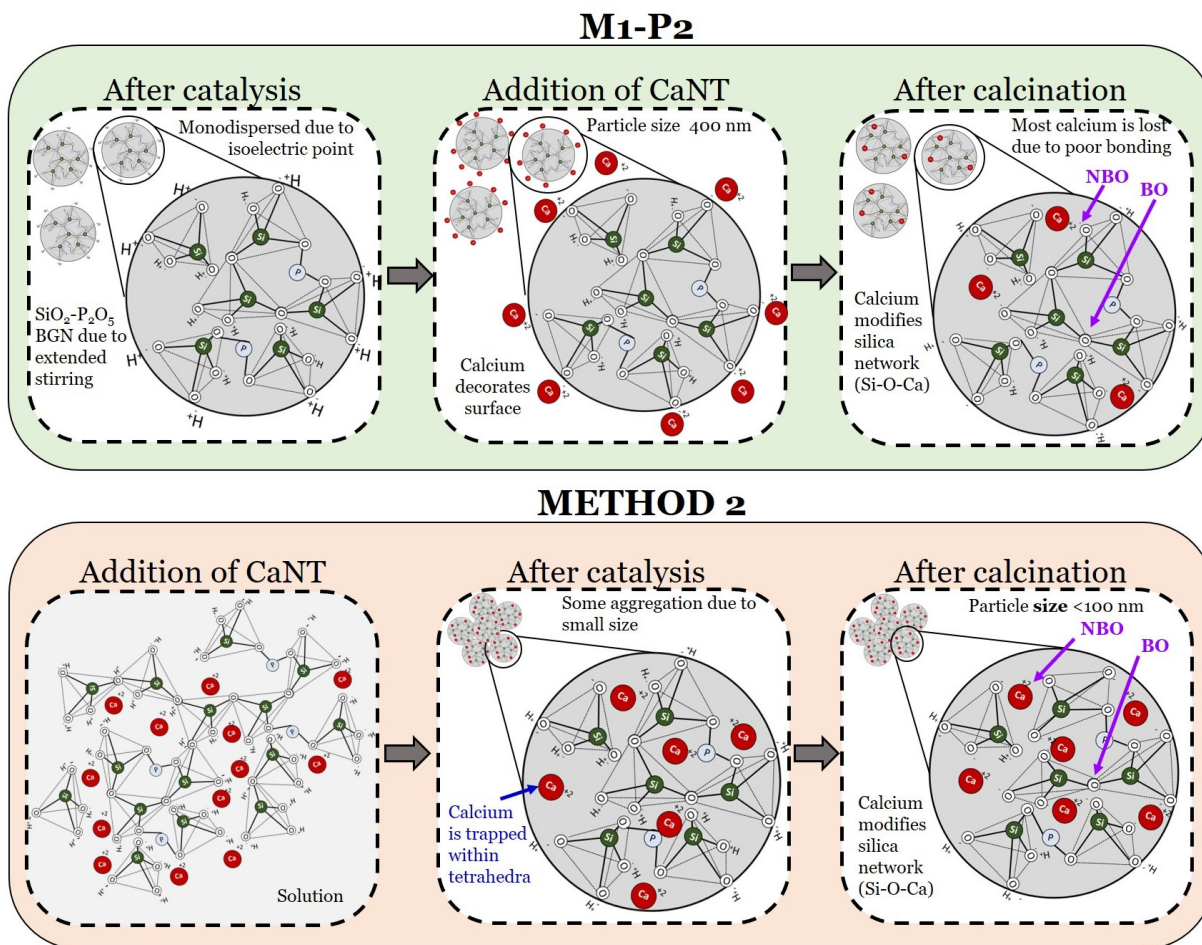 M1-P2
After catalysis
Monodispersed due to
isoelectric point
SiO₂-P₂O₅
BGN due to
extended
stirring
Addition of CaNT
Particle size 400 nm
Calcium
decorates
surface
After calcination
Most calcium is lost
due to poor bonding
NBO
BO
Calcium
modifies
silica
network
(Si-O-Ca)
METHOD 2
Addition of CaNT
Solution
After catalysis
Some aggregation due to
small size
Calcium
is trapped
within
tetrahedra
After calcination
Particle size <100 nm
NBO
BO
Calcium
modifies
silica
network
(Si-O-Ca)